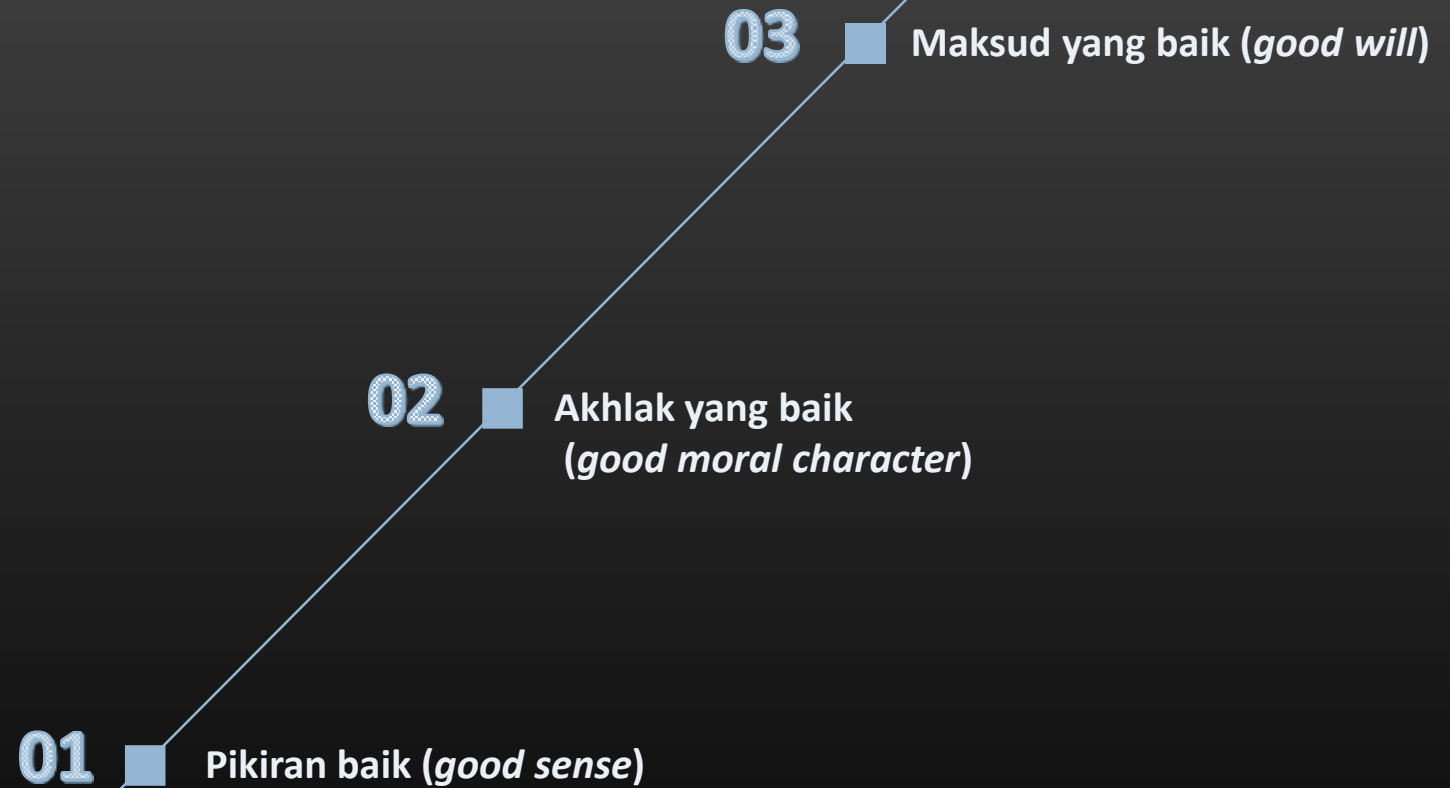 03 Maksud yang baik (good will)
02 Akhlak yang baik
(good moral character)
01 Pikiran baik (good sense)